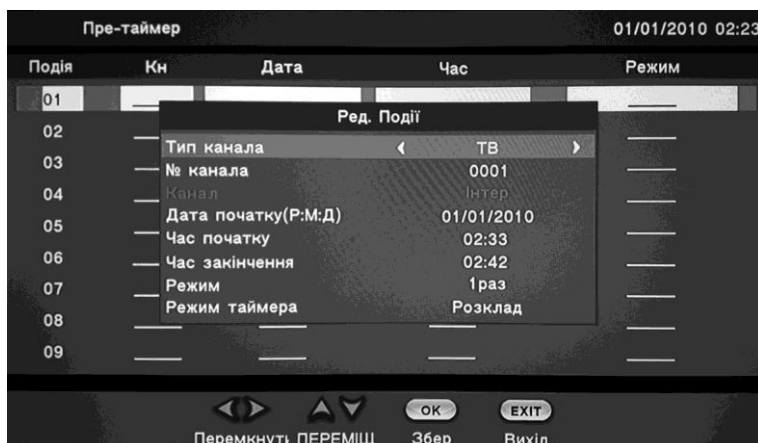 Пре-таймер 01/01/2010 02:23
Подія Кн Дата Час Режим
01
Ред. Події
02
Тип канала ТВ
03
№ канала 0001
04
Канал Інтер
05
Дата початку(Р:М:Д) 01/01/2010
Час початку 02:33
06
Час закінчення 02:42
07
Режим 1раз
Режим таймера Розклад
08
09
OK EXIT
Перемкнуть ПЕРЕМІЩ Збер Вихід